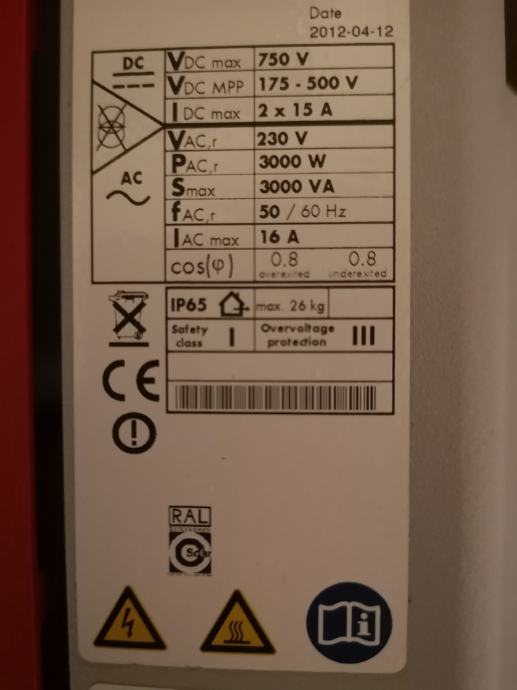 Date
2012-04-12
DC VDC max 750 V
VDC MPP 175 - 500 V
IDC max 2 x 15 A
VAC,r 230 V
PAC,r 3000 W
AC Smax 3000 VA
fAC,r 50 / 60 Hz
IAC max 16 A
cos(φ) 0.8 overexited 0.8 underexited
IP65 max. 26 kg
Safety class I Overvoltage protection III
CE
RAL
Solar